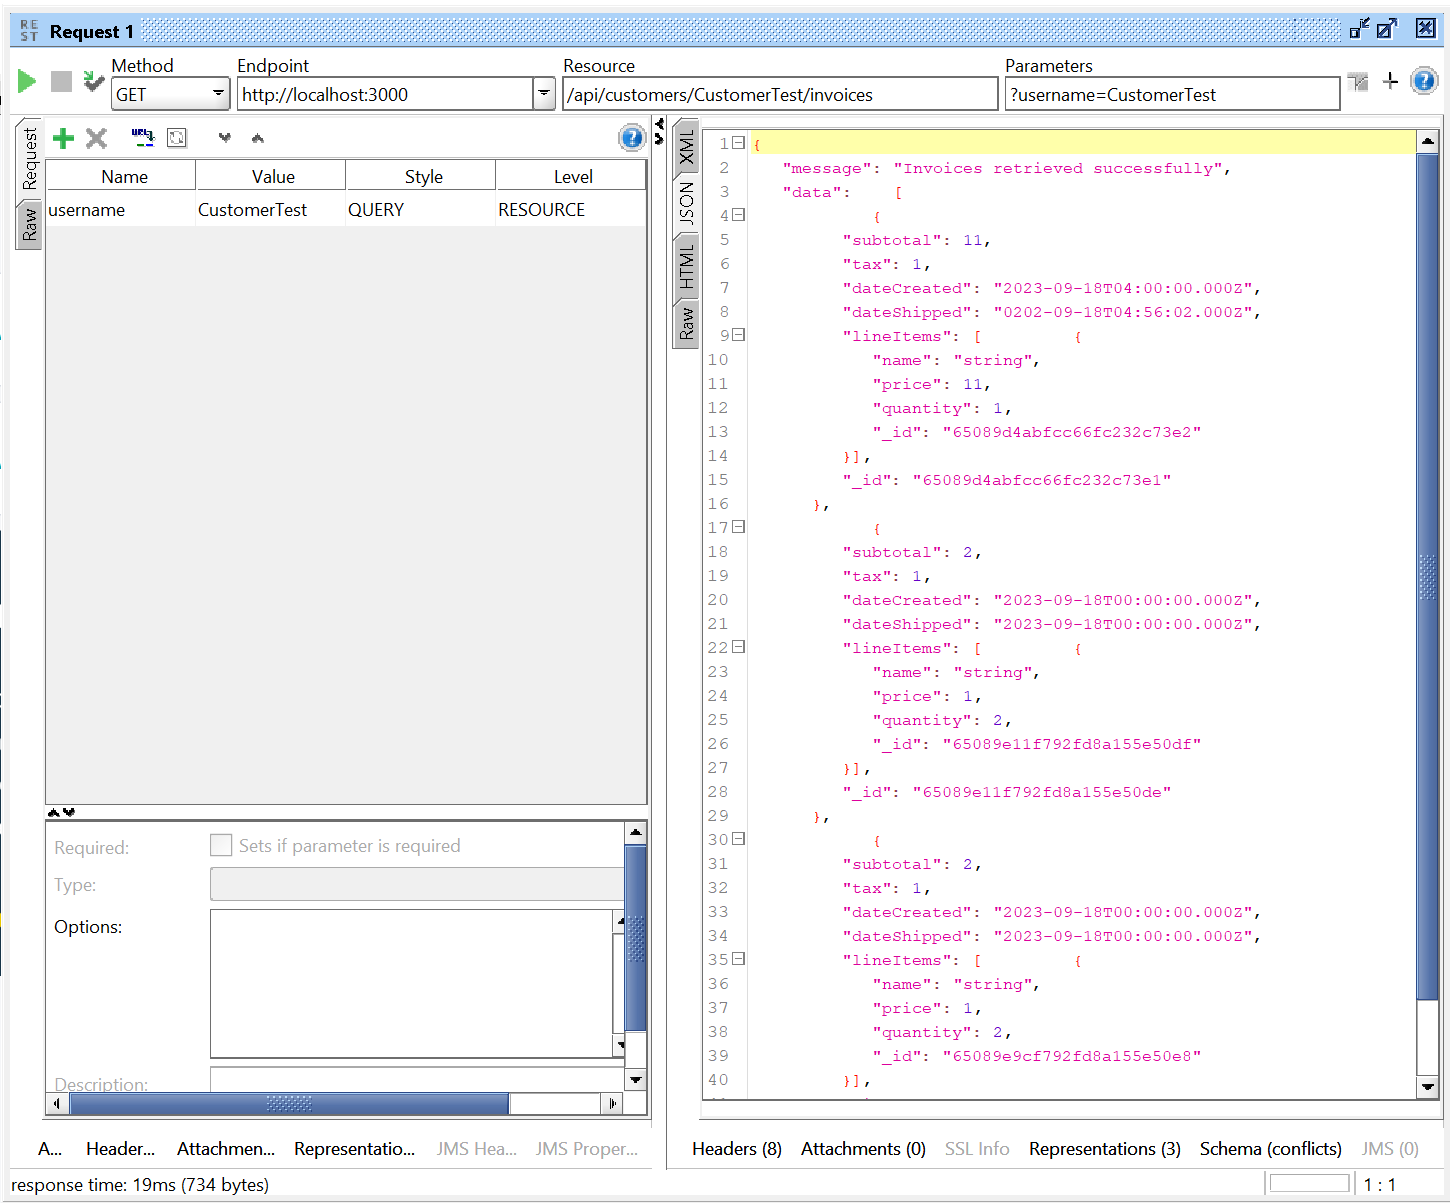 REST Request 1
Method Endpoint Resource Parameters
GET http://localhost:3000 /api/customers/CustomerTest/invoices ?username=CustomerTest
Request
Raw
URL
Name Value Style Level
username CustomerTest QUERY RESOURCE
Required: Sets if parameter is required
Type:
Options:
Description:
A... Header... Attachmen... Representatio... JMS Hea... JMS Proper...
XML
JSON
HTML
Raw
1 {
2 "message": "Invoices retrieved successfully",
3 "data": [
4 {
5 "subtotal": 11,
6 "tax": 1,
7 "dateCreated": "2023-09-18T04:00:00.000Z",
8 "dateShipped": "0202-09-18T04:56:02.000Z",
9 "lineItems": [ {
10 "name": "string",
11 "price": 11,
12 "quantity": 1,
13 "_id": "65089d4abfcc66fc232c73e2"
14 }],
15 "_id": "65089d4abfcc66fc232c73e1"
16 },
17 {
18 "subtotal": 2,
19 "tax": 1,
20 "dateCreated": "2023-09-18T00:00:00.000Z",
21 "dateShipped": "2023-09-18T00:00:00.000Z",
22 "lineItems": [ {
23 "name": "string",
24 "price": 1,
25 "quantity": 2,
26 "_id": "65089e11f792fd8a155e50df"
27 }],
28 "_id": "65089e11f792fd8a155e50de"
29 },
30 {
31 "subtotal": 2,
32 "tax": 1,
33 "dateCreated": "2023-09-18T00:00:00.000Z",
34 "dateShipped": "2023-09-18T00:00:00.000Z",
35 "lineItems": [ {
36 "name": "string",
37 "price": 1,
38 "quantity": 2,
39 "_id": "65089e9cf792fd8a155e50e8"
40 }],
Headers (8) Attachments (0) SSL Info Representations (3) Schema (conflicts) JMS (0)
response time: 19ms (734 bytes) 1 : 1